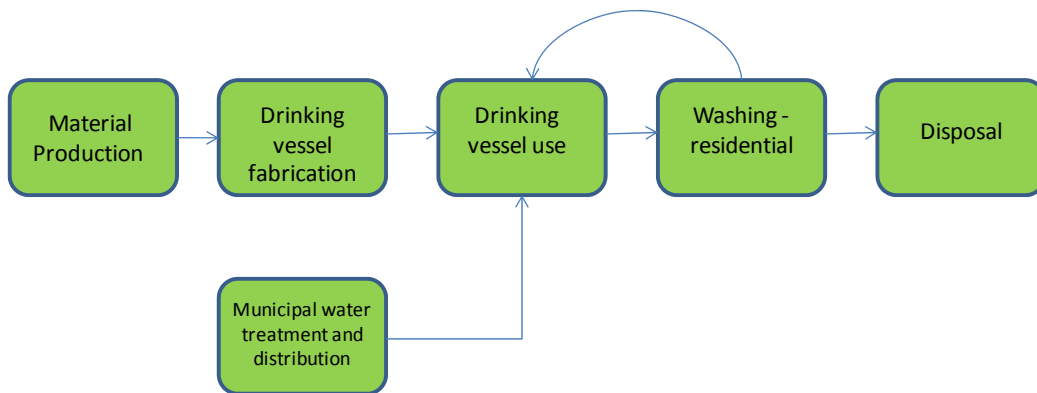 Material
Production
Drinking
vessel
fabrication
Drinking
vessel use
Washing -
residential
Disposal
Municipal water
treatment and
distribution